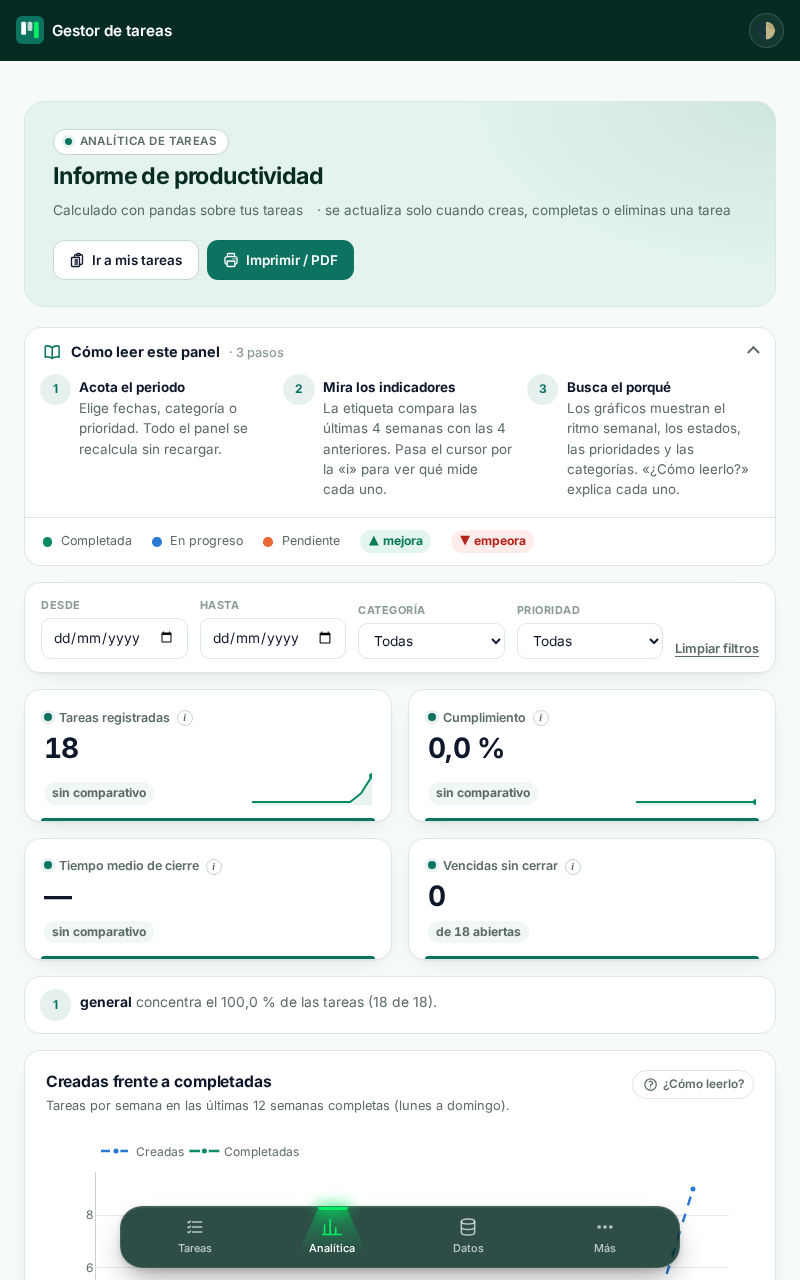 Gestor de tareas
ANALÍTICA DE TAREAS
Informe de productividad
Calculado con pandas sobre tus tareas · se actualiza solo cuando creas, completas o eliminas una tarea
Ir a mis tareas
Imprimir / PDF
Cómo leer este panel · 3 pasos
1 Acota el periodo
Elige fechas, categoría o
prioridad. Todo el panel se
recalcula sin recargar.
2 Mira los indicadores
La etiqueta compara las
últimas 4 semanas con las 4
anteriores. Pasa el cursor por
la «i» para ver qué mide
cada uno.
3 Busca el porqué
Los gráficos muestran el
ritmo semanal, los estados,
las prioridades y las
categorías. «¿Cómo leerlo?»
explica cada uno.
Completada En progreso Pendiente ▲ mejora ▼ empeora
DESDE
dd/mm/yyyy
HASTA
dd/mm/yyyy
CATEGORÍA
Todas
PRIORIDAD
Todas
Limpiar filtros
Tareas registradas i
18
sin comparativo
Cumplimiento i
0,0 %
sin comparativo
Tiempo medio de cierre i
—
sin comparativo
Vencidas sin cerrar i
0
de 18 abiertas
1 general concentra el 100,0 % de las tareas (18 de 18).
Creadas frente a completadas
¿Cómo leerlo?
Tareas por semana en las últimas 12 semanas completas (lunes a domingo).
Creadas Completadas
8
6
Tareas
Analítica
Datos
Más